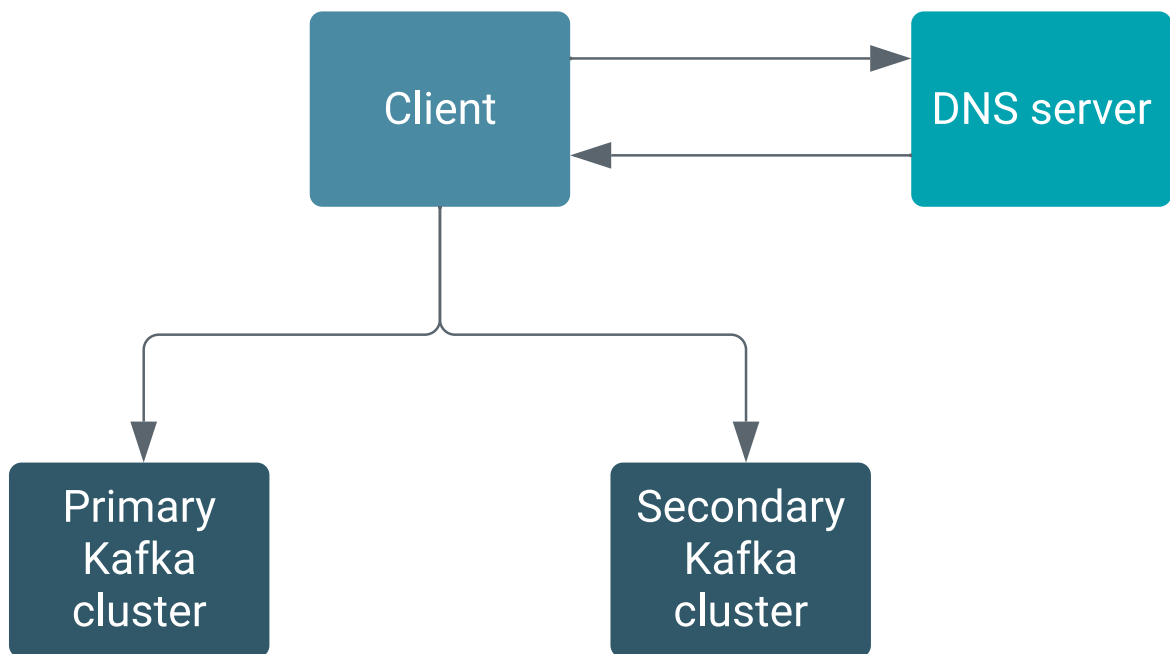 Client
DNS server
Primary
Kafka
cluster
Secondary
Kafka
cluster